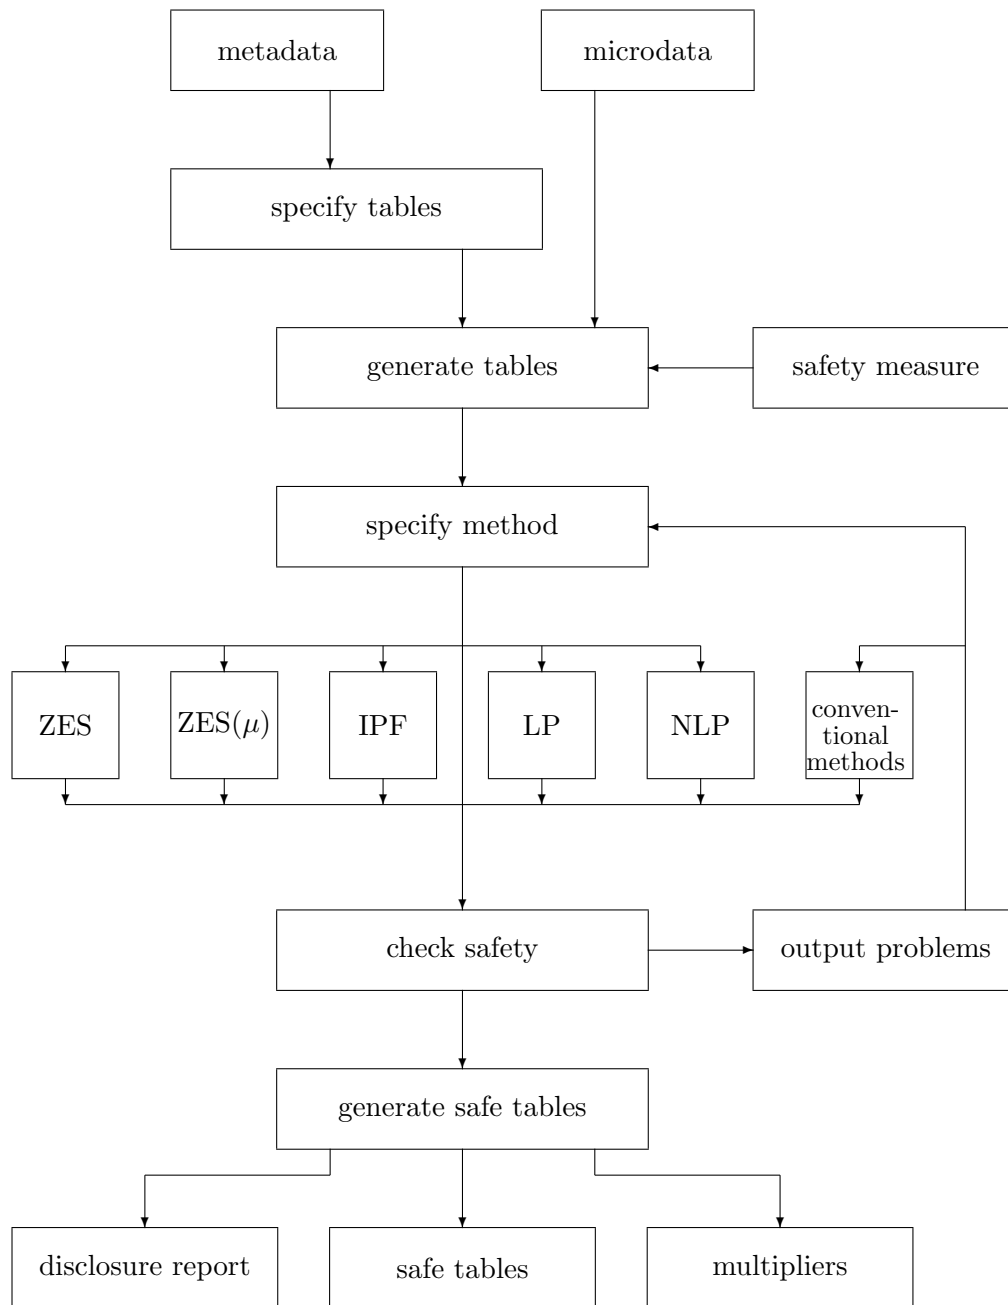 metadata
microdata
specify tables
generate tables
safety measure
specify method
ZES
ZES(μ)
IPF
LP
NLP
conven-
tional
methods
check safety
output problems
generate safe tables
disclosure report
safe tables
multipliers